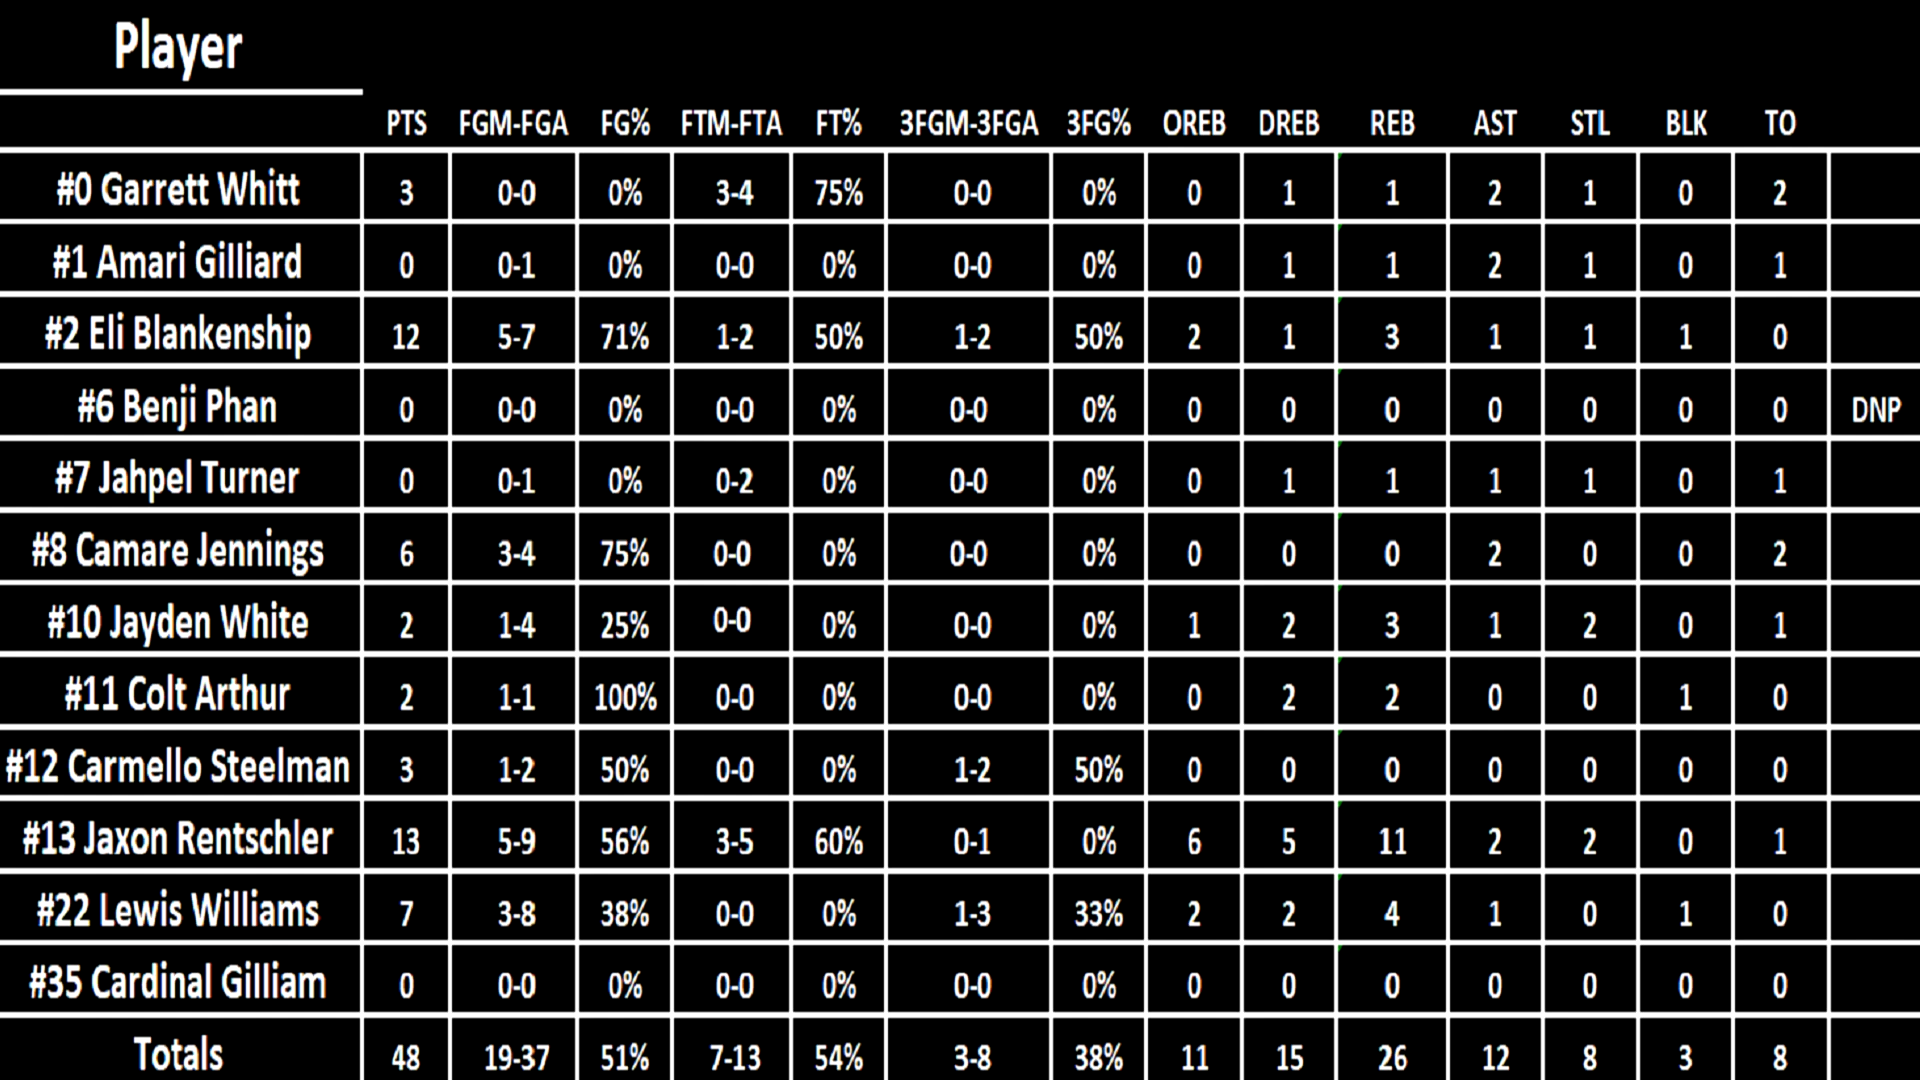 Player
PTS FGM-FGA FG% FTM-FTA FT% 3FGM-3FGA 3FG% OREB DREB REB AST STL BLK TO
#0 Garrett Whitt 3 0-0 0% 3-4 75% 0-0 0% 0 1 1 2 1 0 2
#1 Amari Gilliard 0 0-1 0% 0-0 0% 0-0 0% 0 1 1 2 1 0 1
#2 Eli Blankenship 12 5-7 71% 1-2 50% 1-2 50% 2 1 3 1 1 1 0
#6 Benji Phan 0 0-0 0% 0-0 0% 0-0 0% 0 0 0 0 0 0 0 DNP
#7 Jahpel Turner 0 0-1 0% 0-2 0% 0-0 0% 0 1 1 1 1 0 1
#8 Camare Jennings 6 3-4 75% 0-0 0% 0-0 0% 0 0 0 2 0 0 2
#10 Jayden White 2 1-4 25% 0-0 0% 0-0 0% 1 2 3 1 2 0 1
#11 Colt Arthur 2 1-1 100% 0-0 0% 0-0 0% 0 2 2 0 0 1 0
#12 Carmello Steelman 3 1-2 50% 0-0 0% 1-2 50% 0 0 0 0 0 0 0
#13 Jaxon Rentschler 13 5-9 56% 3-5 60% 0-1 0% 6 5 11 2 2 0 1
#22 Lewis Williams 7 3-8 38% 0-0 0% 1-3 33% 2 2 4 1 0 1 0
#35 Cardinal Gilliam 0 0-0 0% 0-0 0% 0-0 0% 0 0 0 0 0 0 0
Totals 48 19-37 51% 7-13 54% 3-8 38% 11 15 26 12 8 3 8